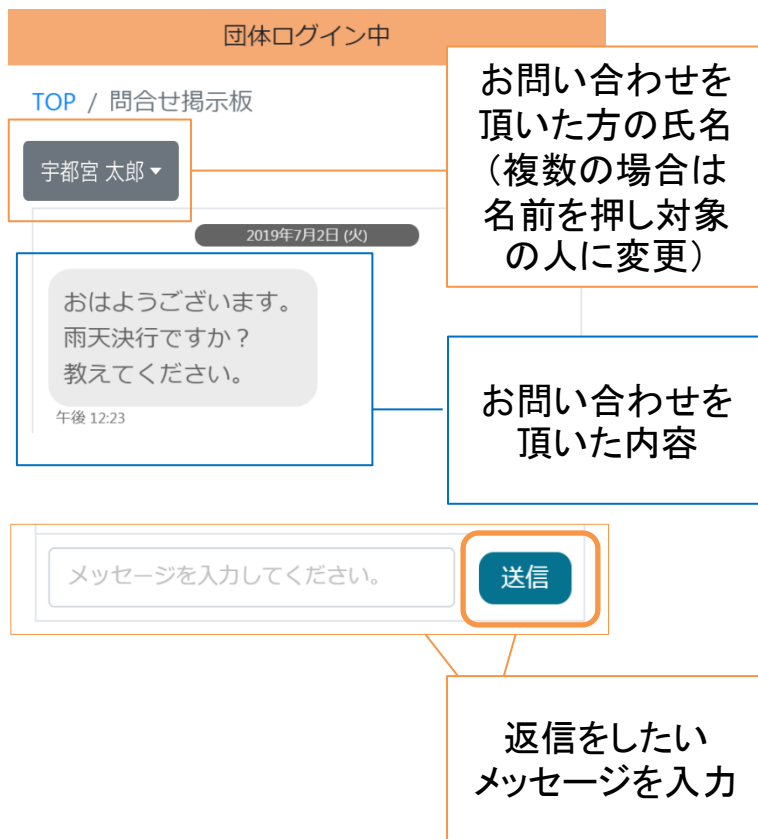 団体ログイン中
TOP / 問合せ掲示板
宇都宮 太郎
お問い合わせを
頂いた方の氏名
（複数の場合は
名前を押し対象
の人に変更）
2019年7月2日 (火)
おはようございます。
雨天決行ですか？
教えてください。
午後 12:23
お問い合わせを
頂いた内容
メッセージを入力してください。
送信
返信をしたい
メッセージを入力